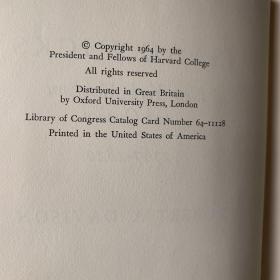 © Copyright 1964 by the
President and Fellows of Harvard College
All rights reserved
Distributed in Great Britain
by Oxford University Press, London
Library of Congress Catalog Card Number 64-11128
Printed in the United States of America